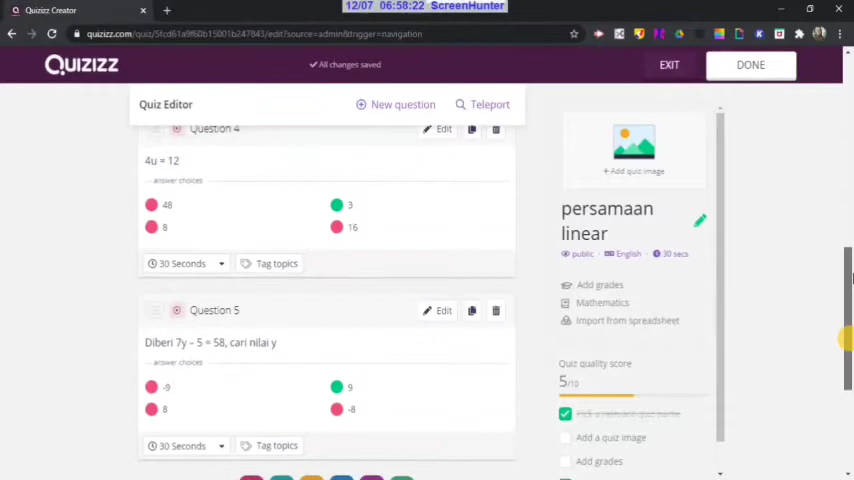 12/07 06:58:22 ScreenHunter
Quizizz Creator
quizizz.com/quiz/5fcd61a9f60b15001b247843/edit?source=admin&trigger=navigation
QUIZIZZ
All changes saved
EXIT
DONE
Quiz Editor
New question
Teleport
Question 4
Edit
4u = 12
answer choices
48
3
8
16
30 Seconds
Tag topics
Question 5
Edit
Diberi 7y – 5 = 58, cari nilai y
answer choices
-9
9
8
-8
30 Seconds
Tag topics
+ Add quiz image
persamaan
linear
public
English
30 secs
Add grades
Mathematics
Import from spreadsheet
Quiz quality score
5/10
Pick a relevant quiz name
Add a quiz image
Add grades